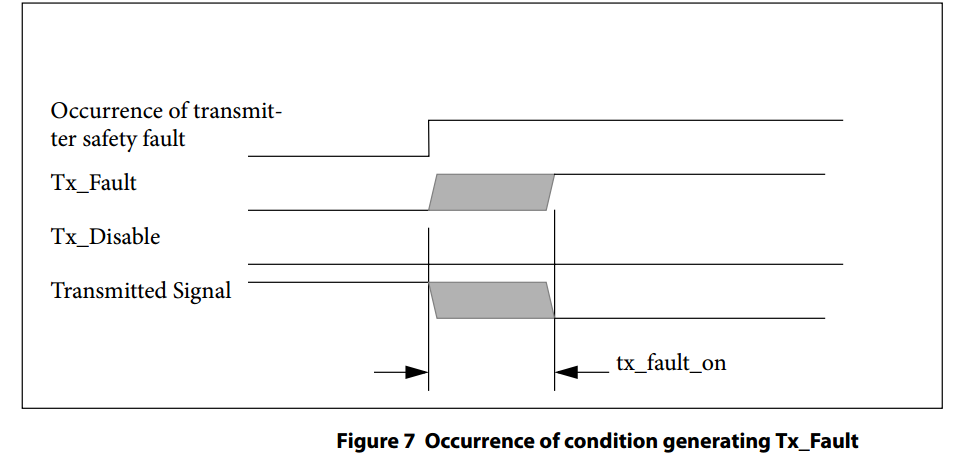 Occurrence of transmit-
ter safety fault
Tx_Fault
Tx_Disable
Transmitted Signal
tx_fault_on
Figure 7 Occurrence of condition generating Tx_Fault